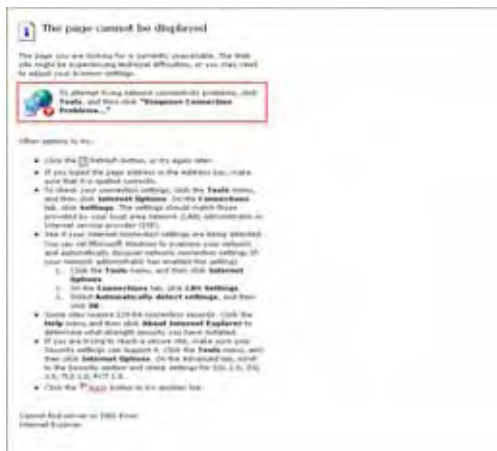 The page cannot be displayed
The page you are looking for is currently unavailable. The Web
site might be experiencing technical difficulties, or you may need
to adjust your browser settings.
To attempt fixing network connectivity problems, click
Tools, and then click "Diagnose Connection
Problems..."
Other options to try:
Click the Refresh button, or try again later.
If you typed the page address in the Address bar, make
sure that it is spelled correctly.
To check your connection settings, click the Tools menu,
and then click Internet Options. On the Connections
tab, click Settings. The settings should match those
provided by your local area network (LAN) administrator or
Internet service provider (ISP).
See if your Internet connection settings are being detected.
You can set Microsoft Windows to examine your network
and automatically discover network connection settings (if
your network administrator has enabled this setting).
1. Click the Tools menu, and then click Internet
Options.
2. On the Connections tab, click LAN Settings.
3. Select Automatically detect settings, and then
click OK.
Some sites require 128-bit connection security. Click the
Help menu and then click About Internet Explorer to
determine what strength security you have installed.
If you are trying to reach a secure site, make sure your
Security settings can support it. Click the Tools menu, and
then click Internet Options. On the Advanced tab, scroll
to the Security section and check settings for SSL 2.0, SSL
3.0, TLS 1.0, PCT 1.0.
Click the Back button to try another link.
Cannot find server or DNS Error
Internet Explorer